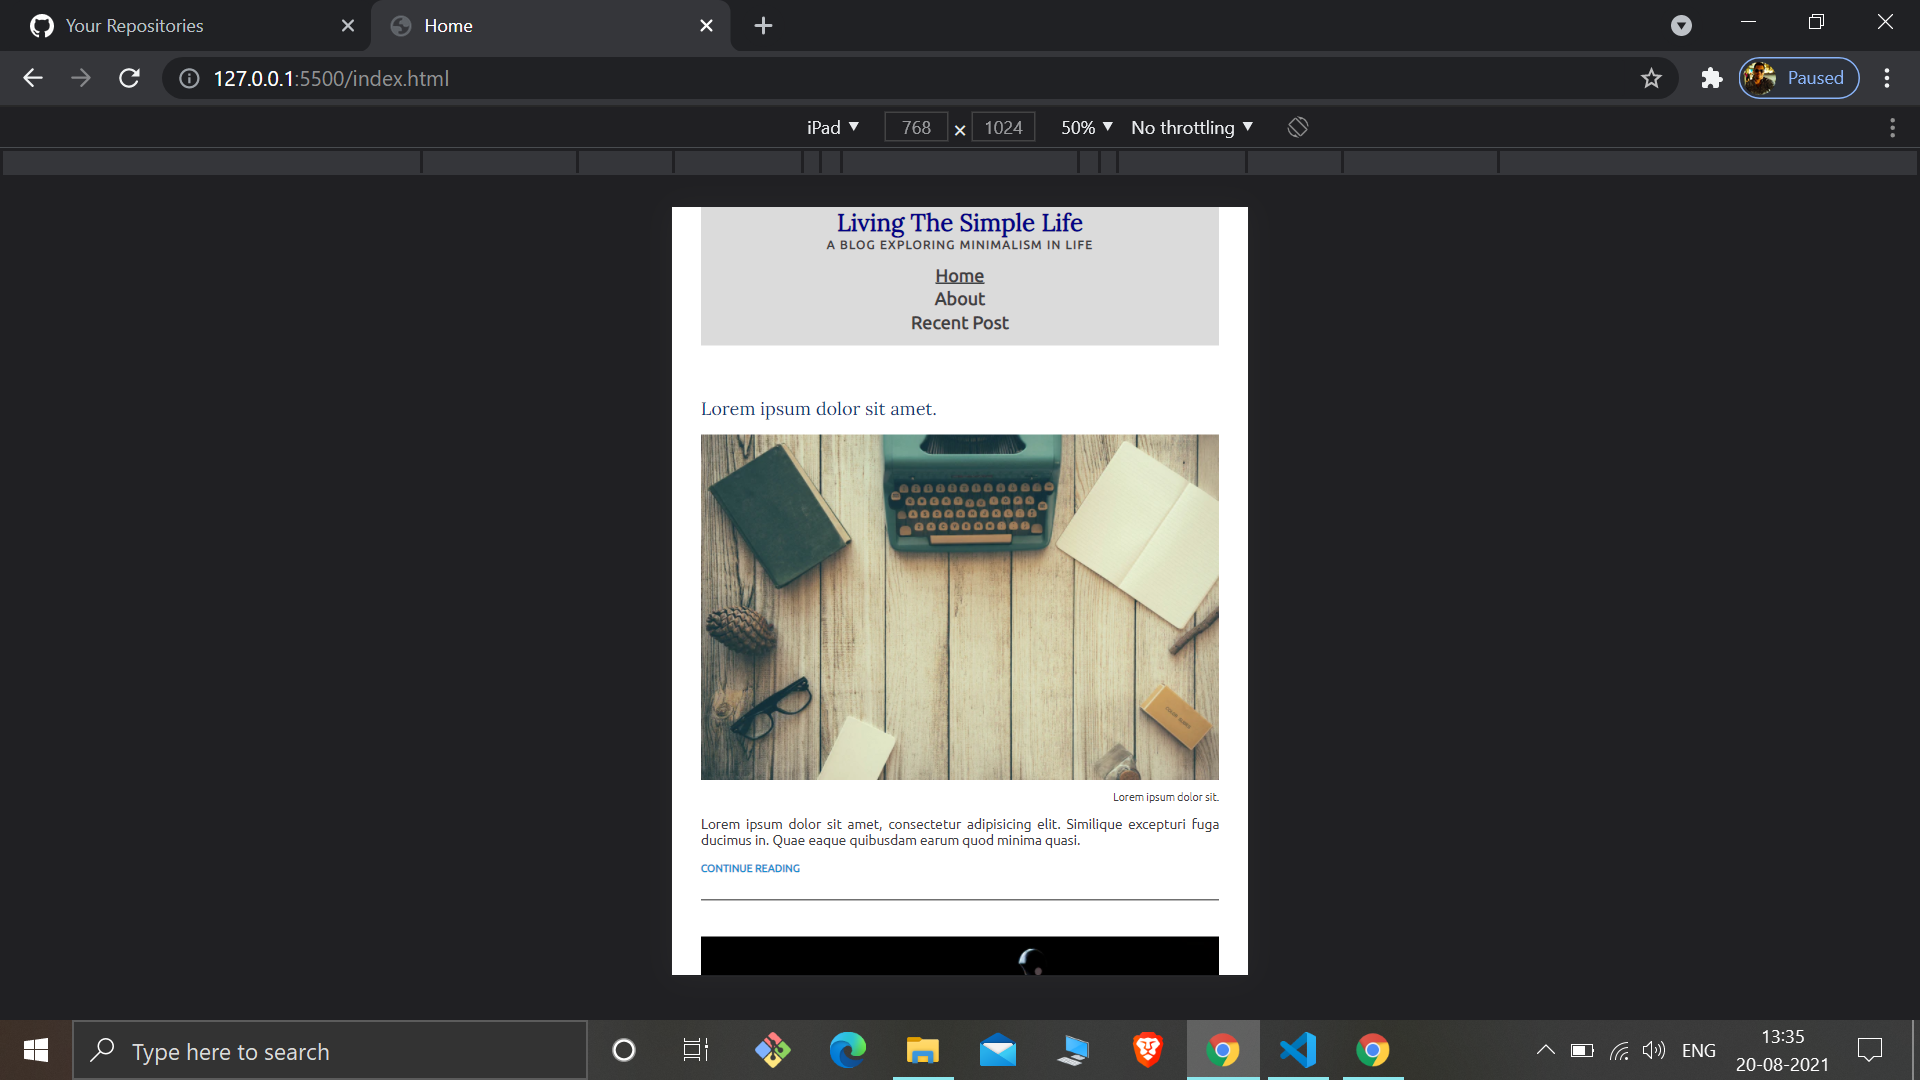 Your Repositories
Home
127.0.0.1:5500/index.html
Paused
iPad
768 × 1024
50%
No throttling
Living The Simple Life
A BLOG EXPLORING MINIMALISM IN LIFE
Home
About
Recent Post
Lorem ipsum dolor sit amet.
Lorem ipsum dolor sit.
Lorem ipsum dolor sit amet, consectetur adipisicing elit. Similique excepturi fuga
ducimus in. Quae eaque quibusdam earum quod minima quasi.
CONTINUE READING
Type here to search
ENG
13:35
20-08-2021